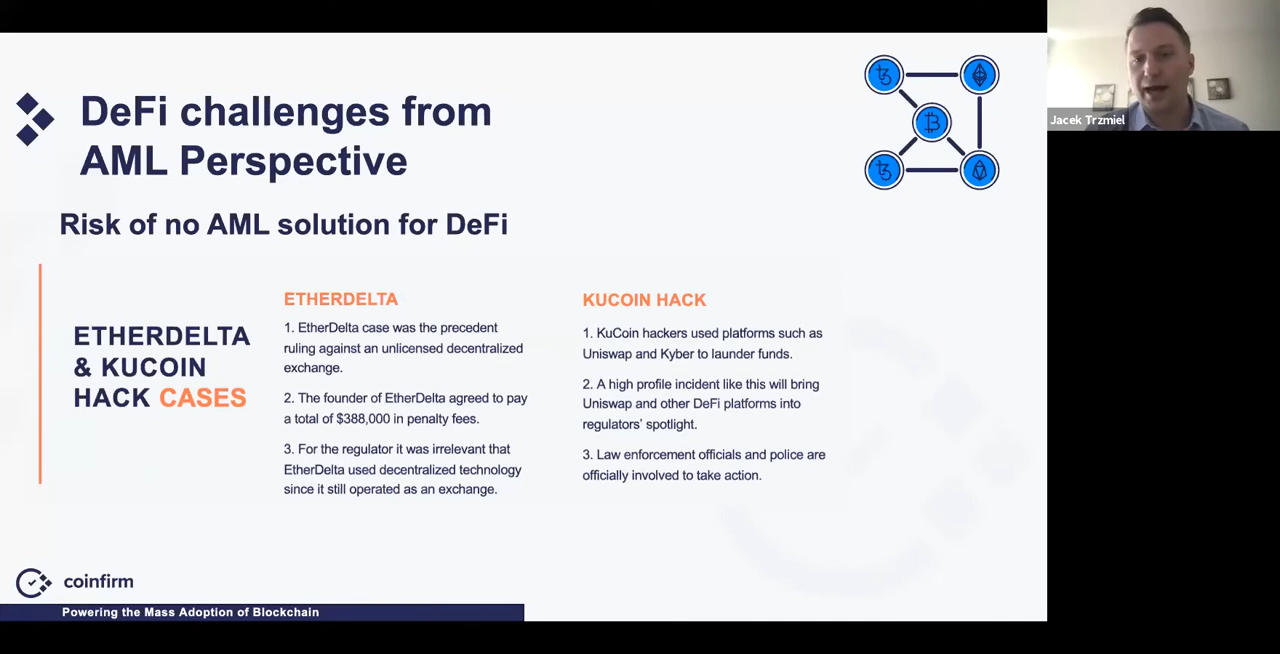 DeFi challenges from
AML Perspective
Risk of no AML solution for DeFi
ETHERDELTA
& KUCOIN
HACK CASES
ETHERDELTA
1. EtherDelta case was the precedent
ruling against an unlicensed decentralized
exchange.
2. The founder of EtherDelta agreed to pay
a total of $388,000 in penalty fees.
3. For the regulator it was irrelevant that
EtherDelta used decentralized technology
since it still operated as an exchange.
KUCOIN HACK
1. KuCoin hackers used platforms such as
Uniswap and Kyber to launder funds.
2. A high profile incident like this will bring
Uniswap and other DeFi platforms into
regulators’ spotlight.
3. Law enforcement officials and police are
officially involved to take action.
coinfirm
Powering the Mass Adoption of Blockchain
Jacek Trzmiel